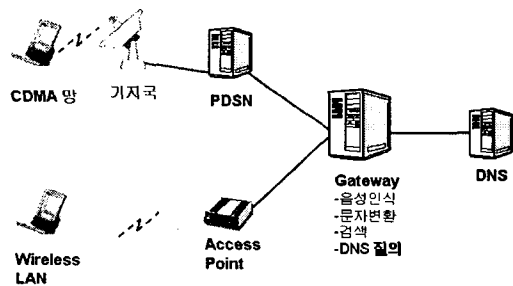 CDMA 망
기지국
PDSN
Gateway
-음성인식
-문자변환
-검색
-DNS 질의
DNS
Wireless
LAN
Access
Point